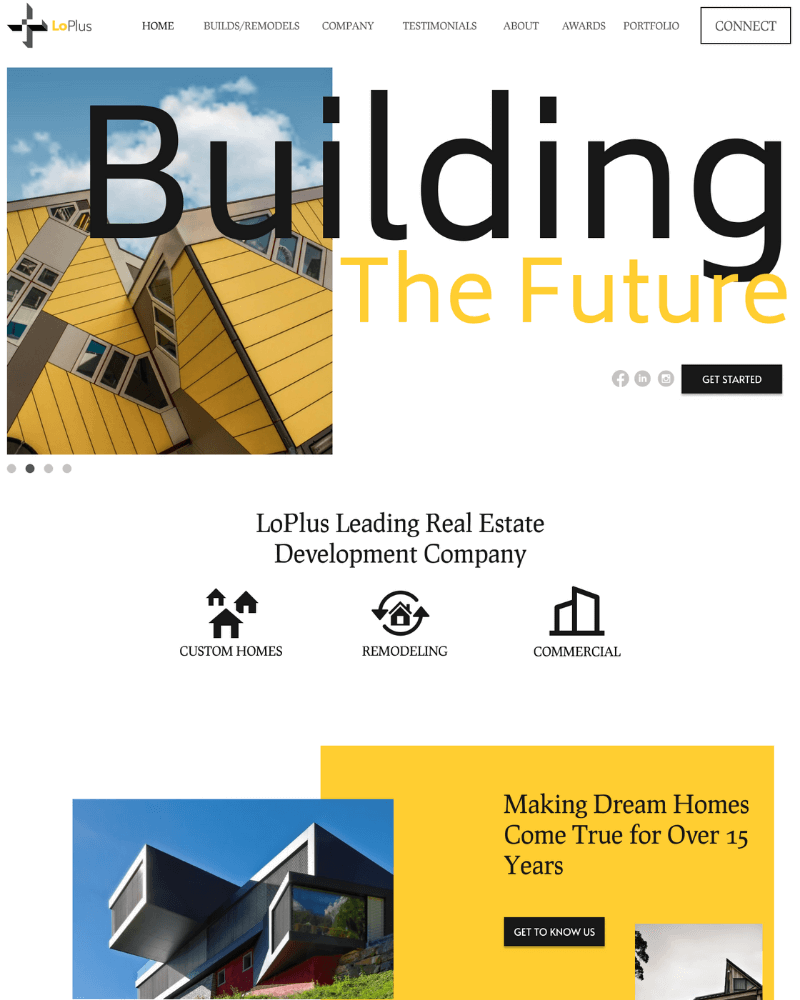 LoPlus
HOME
BUILDS/REMODELS
COMPANY
TESTIMONIALS
ABOUT
AWARDS
PORTFOLIO
CONNECT
Building
The Future
GET STARTED
LoPlus Leading Real Estate
Development Company
CUSTOM HOMES
REMODELING
COMMERCIAL
Making Dream Homes
Come True for Over 15
Years
GET TO KNOW US